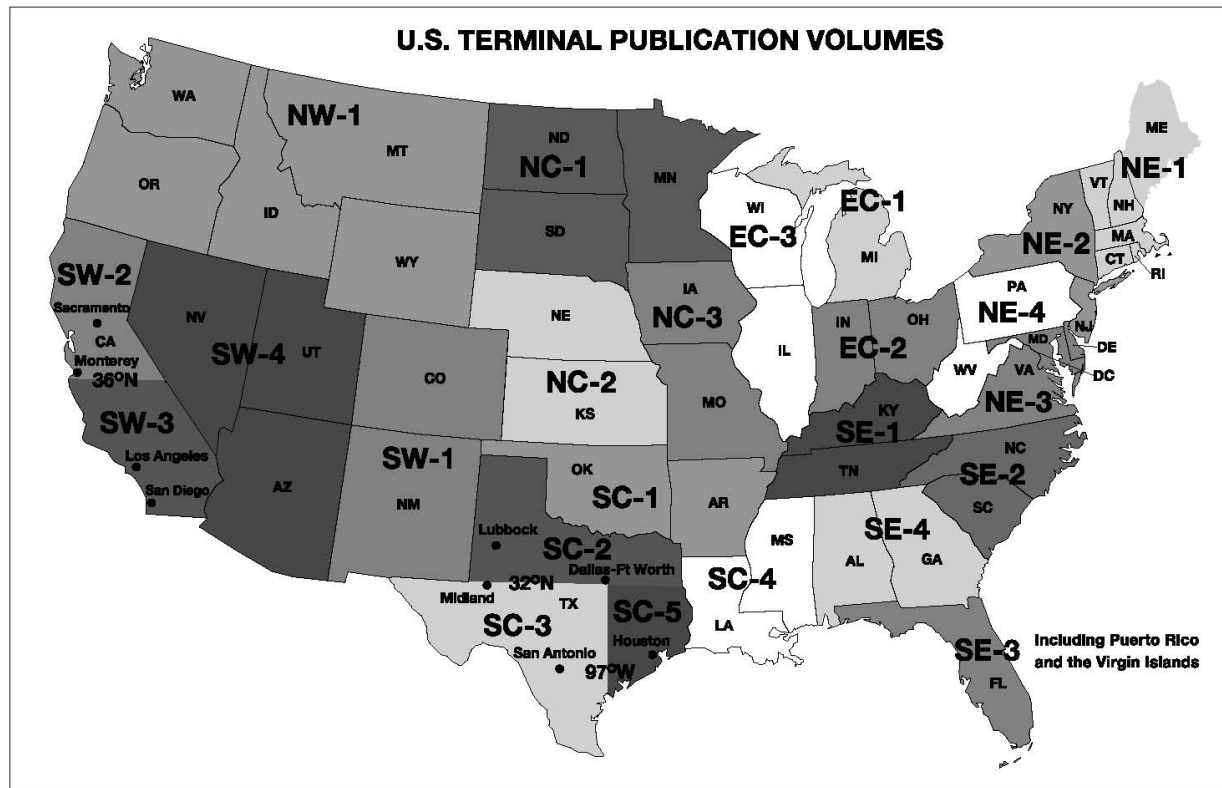 U.S. TERMINAL PUBLICATION VOLUMES
WA
NW-1
MT
OR
ID
WY
ND
NC-1
MN
SD
WI
EC-3
EC-1
MI
ME
NE-1
VT
NH
NY
NE-2
MA
CT
RI
SW-2
Sacramento
CA
Monterey
36°N
NV
SW-4
UT
CO
NE
NC-2
KS
IA
NC-3
MO
IL
IN
EC-2
OH
PA
NE-4
NJ
MD
DE
DC
WV
VA
NE-3
KY
SE-1
TN
NC
SE-2
SC
SW-3
Los Angeles
San Diego
AZ
SW-1
NM
OK
SC-1
AR
Lubbock
SC-2
Dallas-Ft Worth
Midland
32°N
TX
SC-3
SC-5
Houston
San Antonio
97°W
MS
SC-4
LA
AL
SE-4
GA
SE-3
FL
Including Puerto Rico
and the Virgin Islands